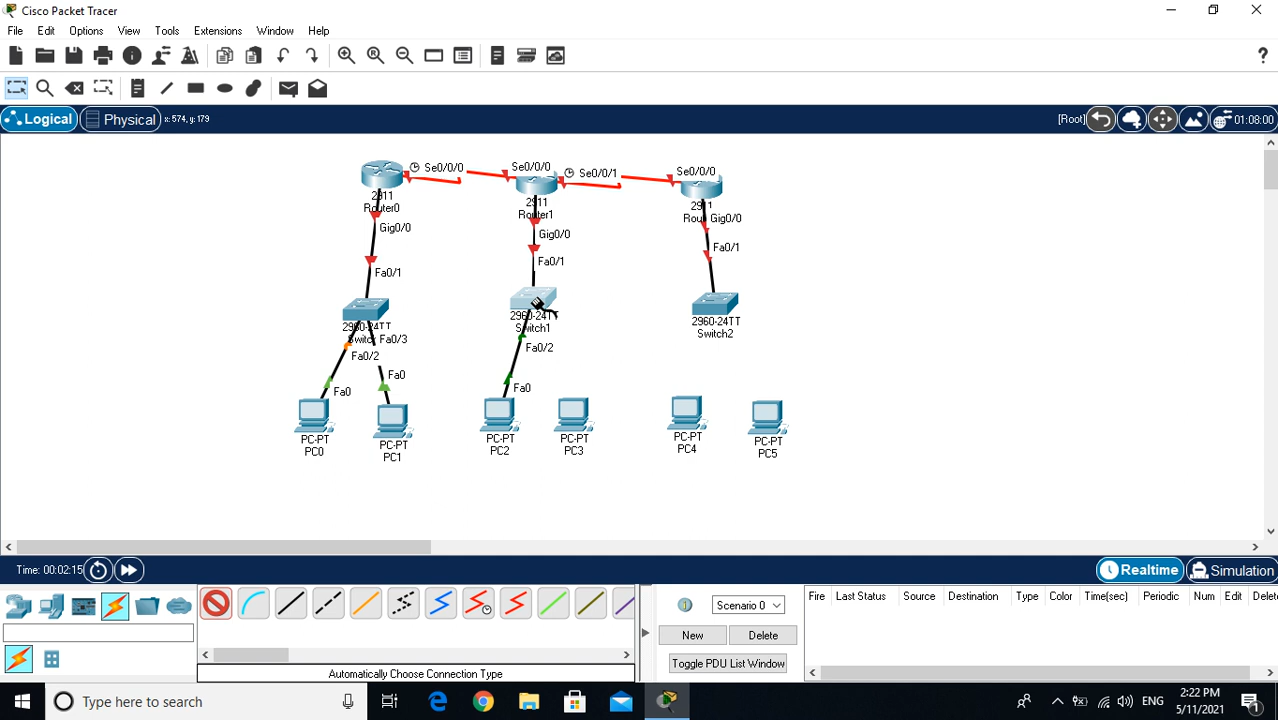 Cisco Packet Tracer
File Edit Options View Tools Extensions Window Help
Logical Physical x: 574, y: 179 [Root] 01:08:00
Se0/0/0 Se0/0/0 Se0/0/1 Se0/0/0
2911
Router0
2911
Router1
2911
Rou Gig0/0
Gig0/0
Gig0/0
Fa0/1
Fa0/1
Fa0/1
2960-24TT
Fa0/3
Fa0/2
2960-24TT
Switch1
2960-24TT
Switch2
Fa0/2
Fa0
Fa0
Fa0
PC-PT
PC0
PC-PT
PC1
PC-PT
PC2
PC-PT
PC3
PC-PT
PC4
PC-PT
PC5
Time: 00:02:15 Realtime Simulation
Scenario 0
New Delete
Toggle PDU List Window
Fire Last Status Source Destination Type Color Time(sec) Periodic Num Edit Delet
Automatically Choose Connection Type
Type here to search
ENG
2:22 PM
5/11/2021
1